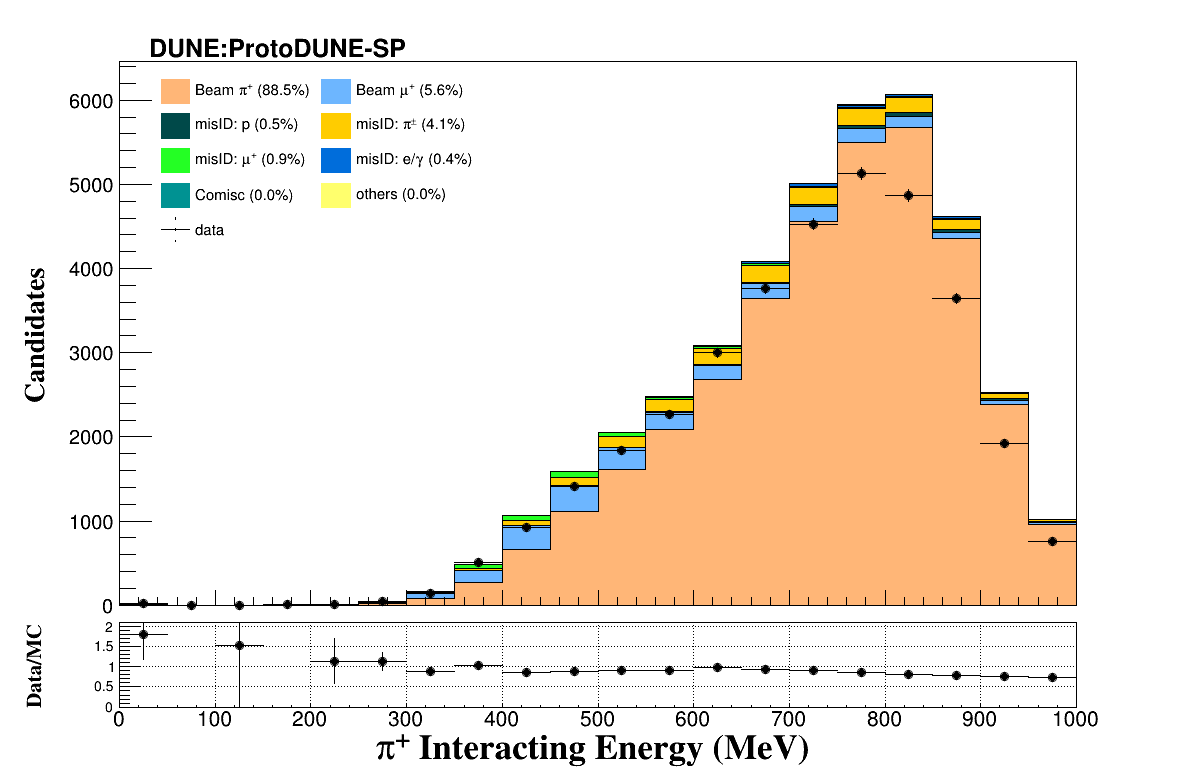 DUNE:ProtoDUNE-SP
Beam π⁺ (88.5%) Beam μ⁺ (5.6%)
misID: p (0.5%) misID: π± (4.1%)
misID: μ⁺ (0.9%) misID: e/γ (0.4%)
Comisc (0.0%) others (0.0%)
data
Candidates
6000
5000
4000
3000
2000
1000
0
Data/MC
2
1.5
1
0.5
0
0 100 200 300 400 500 600 700 800 900 1000
π⁺ Interacting Energy (MeV)